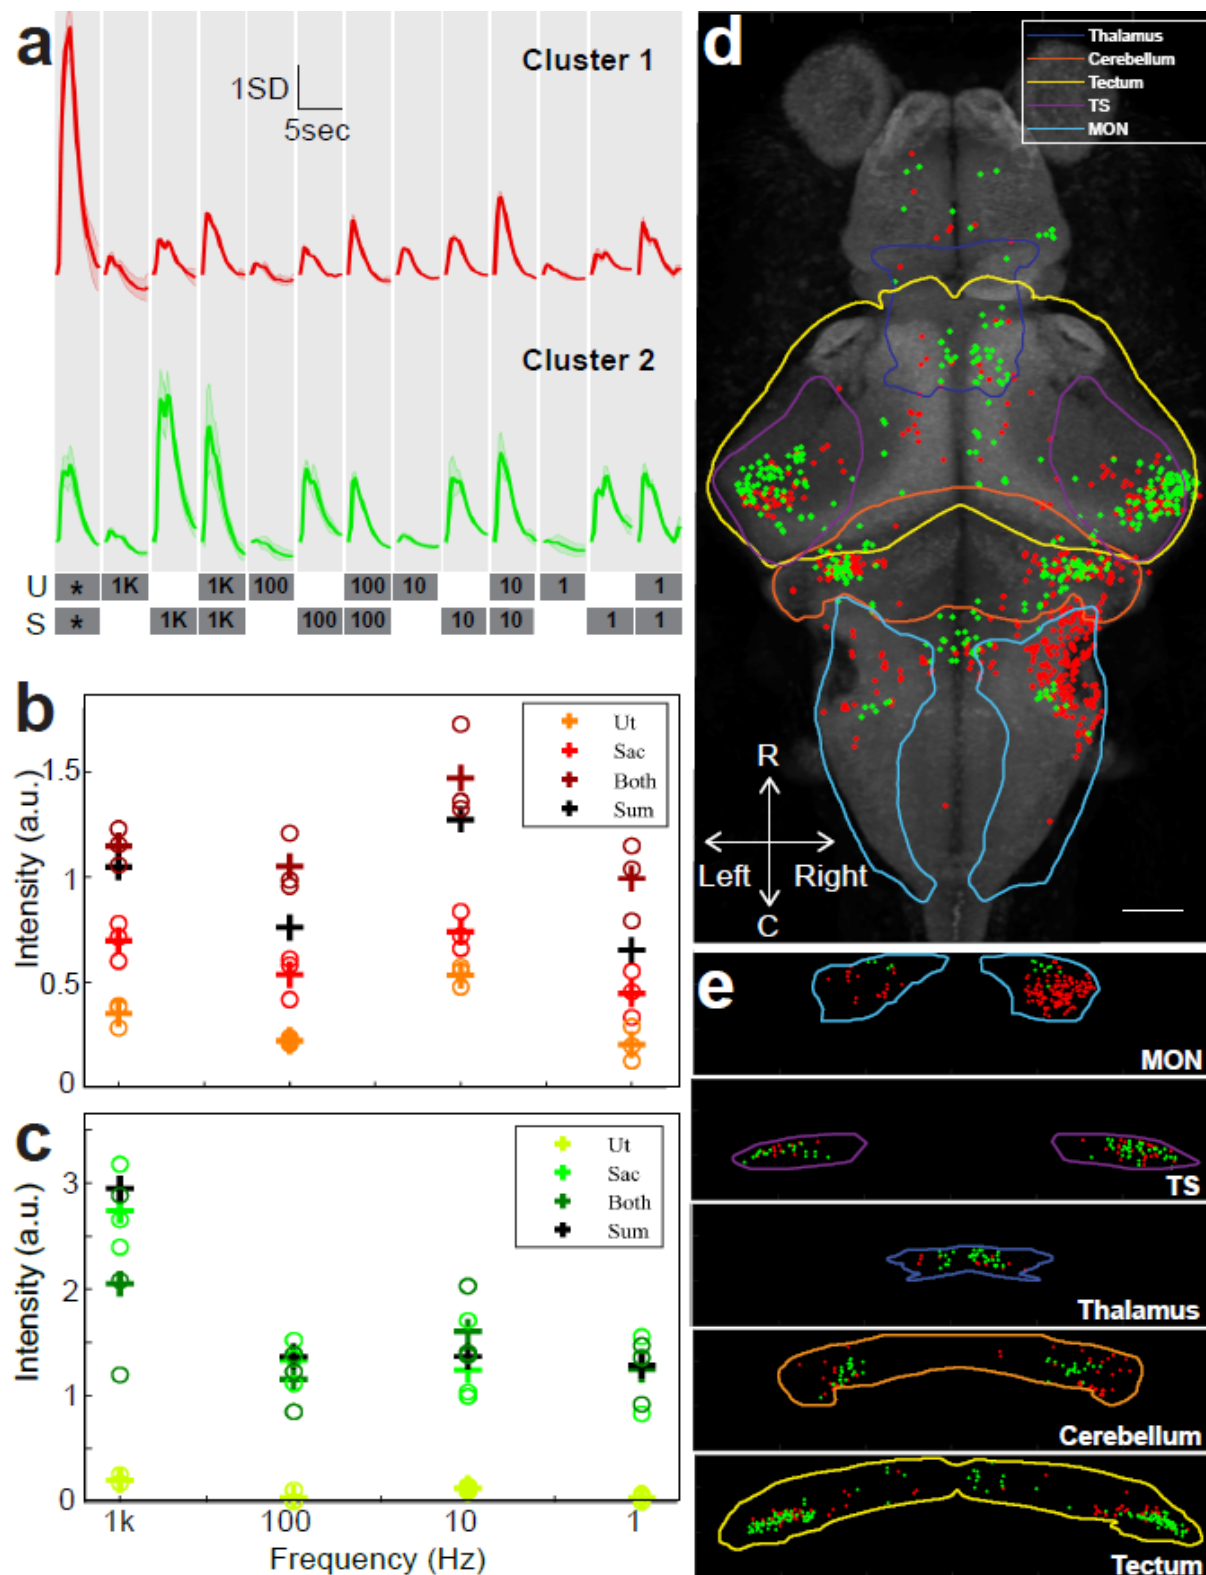 a
Cluster 1
1SD
5sec
Cluster 2
U * 1K 1K 100 100 10 10 1 1
S * 1K 1K 100 100 10 10 1 1
b
Ut
Sac
Both
Sum
1.5
1
0.5
0
Intensity (a.u.)
c
Ut
Sac
Both
Sum
3
2
1
0
Intensity (a.u.)
1k 100 10 1
Frequency (Hz)
d
Thalamus
Cerebellum
Tectum
TS
MON
R
Left Right
C
e
MON
TS
Thalamus
Cerebellum
Tectum